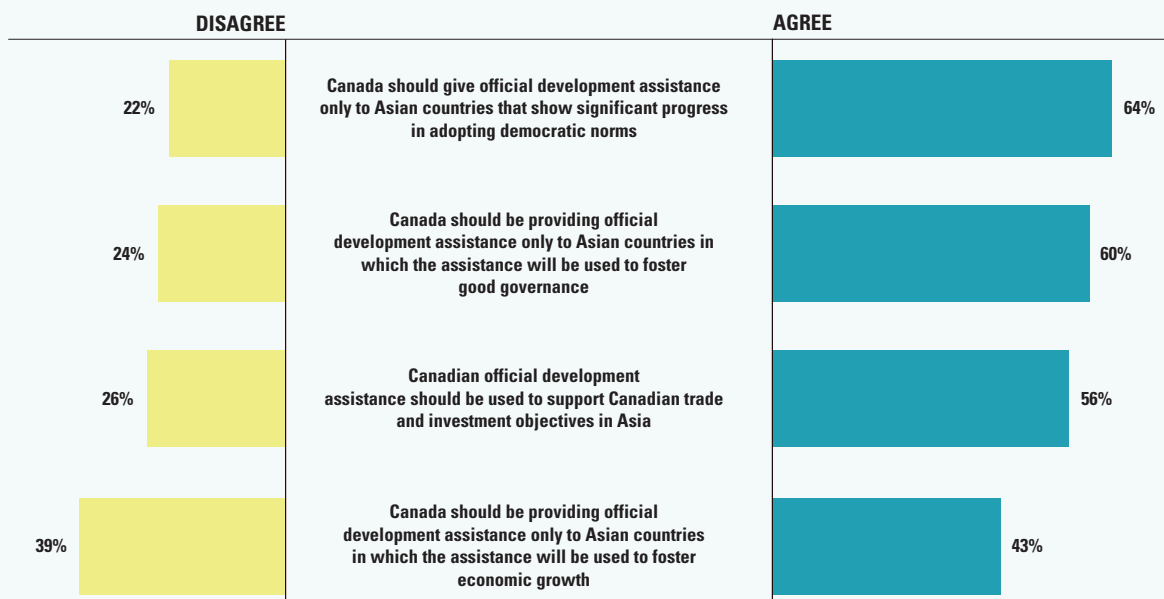 DISAGREE
AGREE
22%
Canada should give official development assistance
only to Asian countries that show significant progress
in adopting democratic norms
64%
24%
Canada should be providing official
development assistance only to Asian countries in
which the assistance will be used to foster
good governance
60%
26%
Canadian official development
assistance should be used to support Canadian trade
and investment objectives in Asia
56%
39%
Canada should be providing official
development assistance only to Asian countries
in which the assistance will be used to foster
economic growth
43%